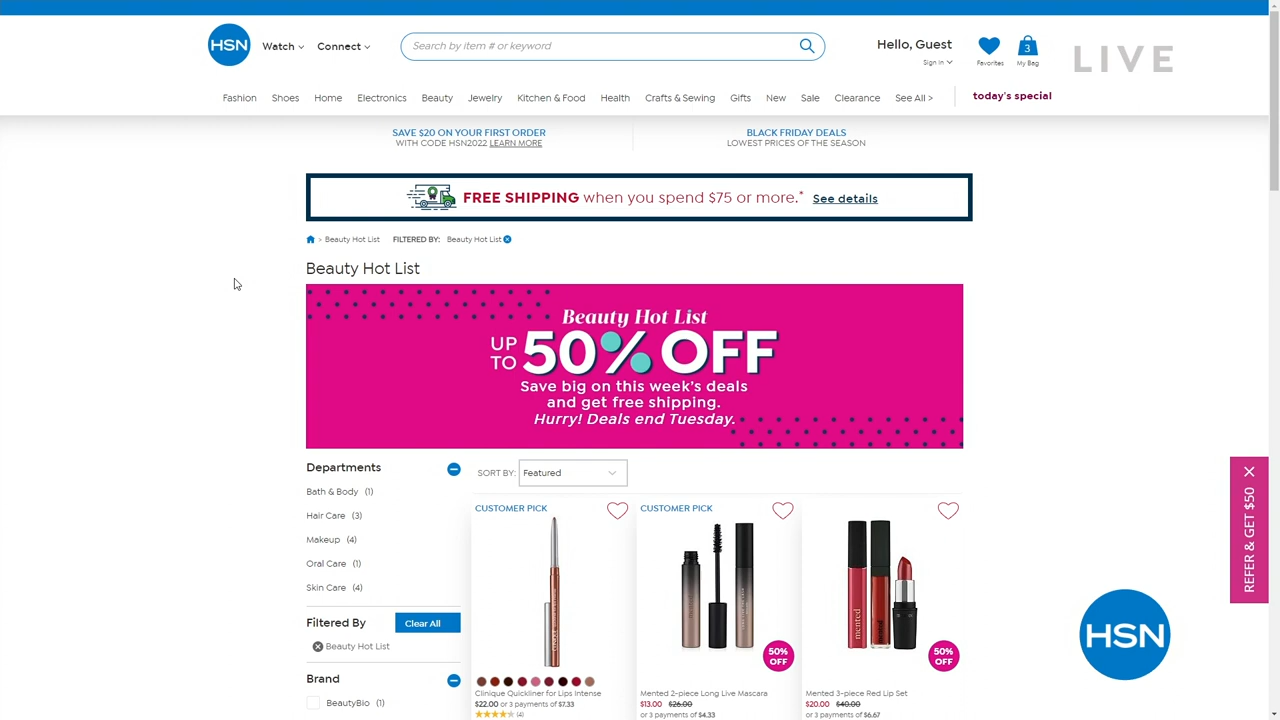 HSN
Watch
Connect
Search by item # or keyword
Hello, Guest
Sign In
Favorites
3
My Bag
LIVE
Fashion
Shoes
Home
Electronics
Beauty
Jewelry
Kitchen & Food
Health
Crafts & Sewing
Gifts
New
Sale
Clearance
See All >
today's special
SAVE $20 ON YOUR FIRST ORDER
WITH CODE HSN2022 LEARN MORE
BLACK FRIDAY DEALS
LOWEST PRICES OF THE SEASON
FREE SHIPPING when you spend $75 or more.* See details
> Beauty Hot List
FILTERED BY:
Beauty Hot List
Beauty Hot List
Beauty Hot List
UP TO 50% OFF
Save big on this week's deals
and get free shipping.
Hurry! Deals end Tuesday.
Departments
Bath & Body (1)
Hair Care (3)
Makeup (4)
Oral Care (1)
Skin Care (4)
Filtered By
Clear All
Beauty Hot List
Brand
BeautyBio (1)
SORT BY:
Featured
CUSTOMER PICK
Clinique Quickliner for Lips Intense
$22.00 or 3 payments of $7.33
(4)
CUSTOMER PICK
50% OFF
Mented 2-piece Long Live Mascara
$13.00 $26.00
or 3 payments of $4.33
mented
50% OFF
Mented 3-piece Red Lip Set
$20.00 $40.00
or 3 payments of $6.67
REFER & GET $50
HSN